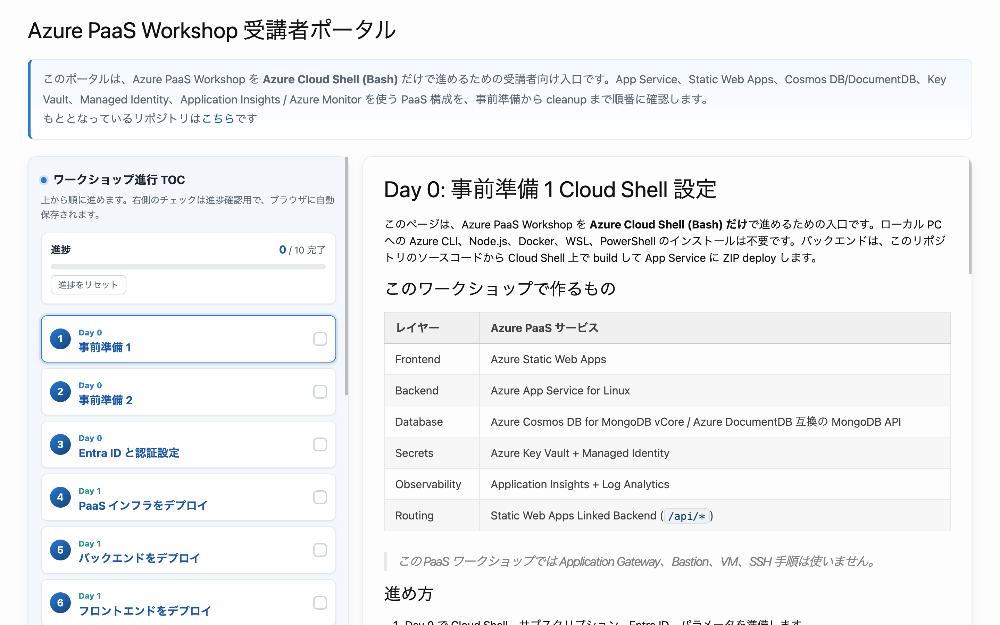 Azure PaaS Workshop 受講者ポータル
このポータルは、Azure PaaS Workshop を Azure Cloud Shell (Bash) だけで進めるための受講者向け入口です。App Service、Static Web Apps、Cosmos DB/DocumentDB、Key
Vault、Managed Identity、Application Insights / Azure Monitor を使う PaaS 構成を、事前準備から cleanup まで順番に確認します。
もととなっているリポジトリはこちらです
ワークショップ進行 TOC
上から順に進めます。右側のチェックは進捗確認用で、ブラウザに自動
保存されます。
進捗
0 / 10 完了
進捗をリセット
1
Day 0
事前準備 1
2
Day 0
事前準備 2
3
Day 0
Entra ID と認証設定
4
Day 1
PaaS インフラをデプロイ
5
Day 1
バックエンドをデプロイ
6
Day 1
フロントエンドをデプロイ
Day 0: 事前準備 1 Cloud Shell 設定
このページは、Azure PaaS Workshop を Azure Cloud Shell (Bash) だけで進めるための入口です。ローカル PC
への Azure CLI、Node.js、Docker、WSL、PowerShell のインストールは不要です。バックエンドは、このリポジ
トリのソースコードから Cloud Shell 上で build して App Service に ZIP deploy します。
このワークショップで作るもの
レイヤー
Azure PaaS サービス
Frontend
Azure Static Web Apps
Backend
Azure App Service for Linux
Database
Azure Cosmos DB for MongoDB vCore / Azure DocumentDB 互換の MongoDB API
Secrets
Azure Key Vault + Managed Identity
Observability
Application Insights + Log Analytics
Routing
Static Web Apps Linked Backend (/api/*)
この PaaS ワークショップでは Application Gateway、Bastion、VM、SSH 手順は使いません。
進め方
1. Day 0 で Cloud Shell、サブスクリプション、Entra ID、パラメータを準備します。